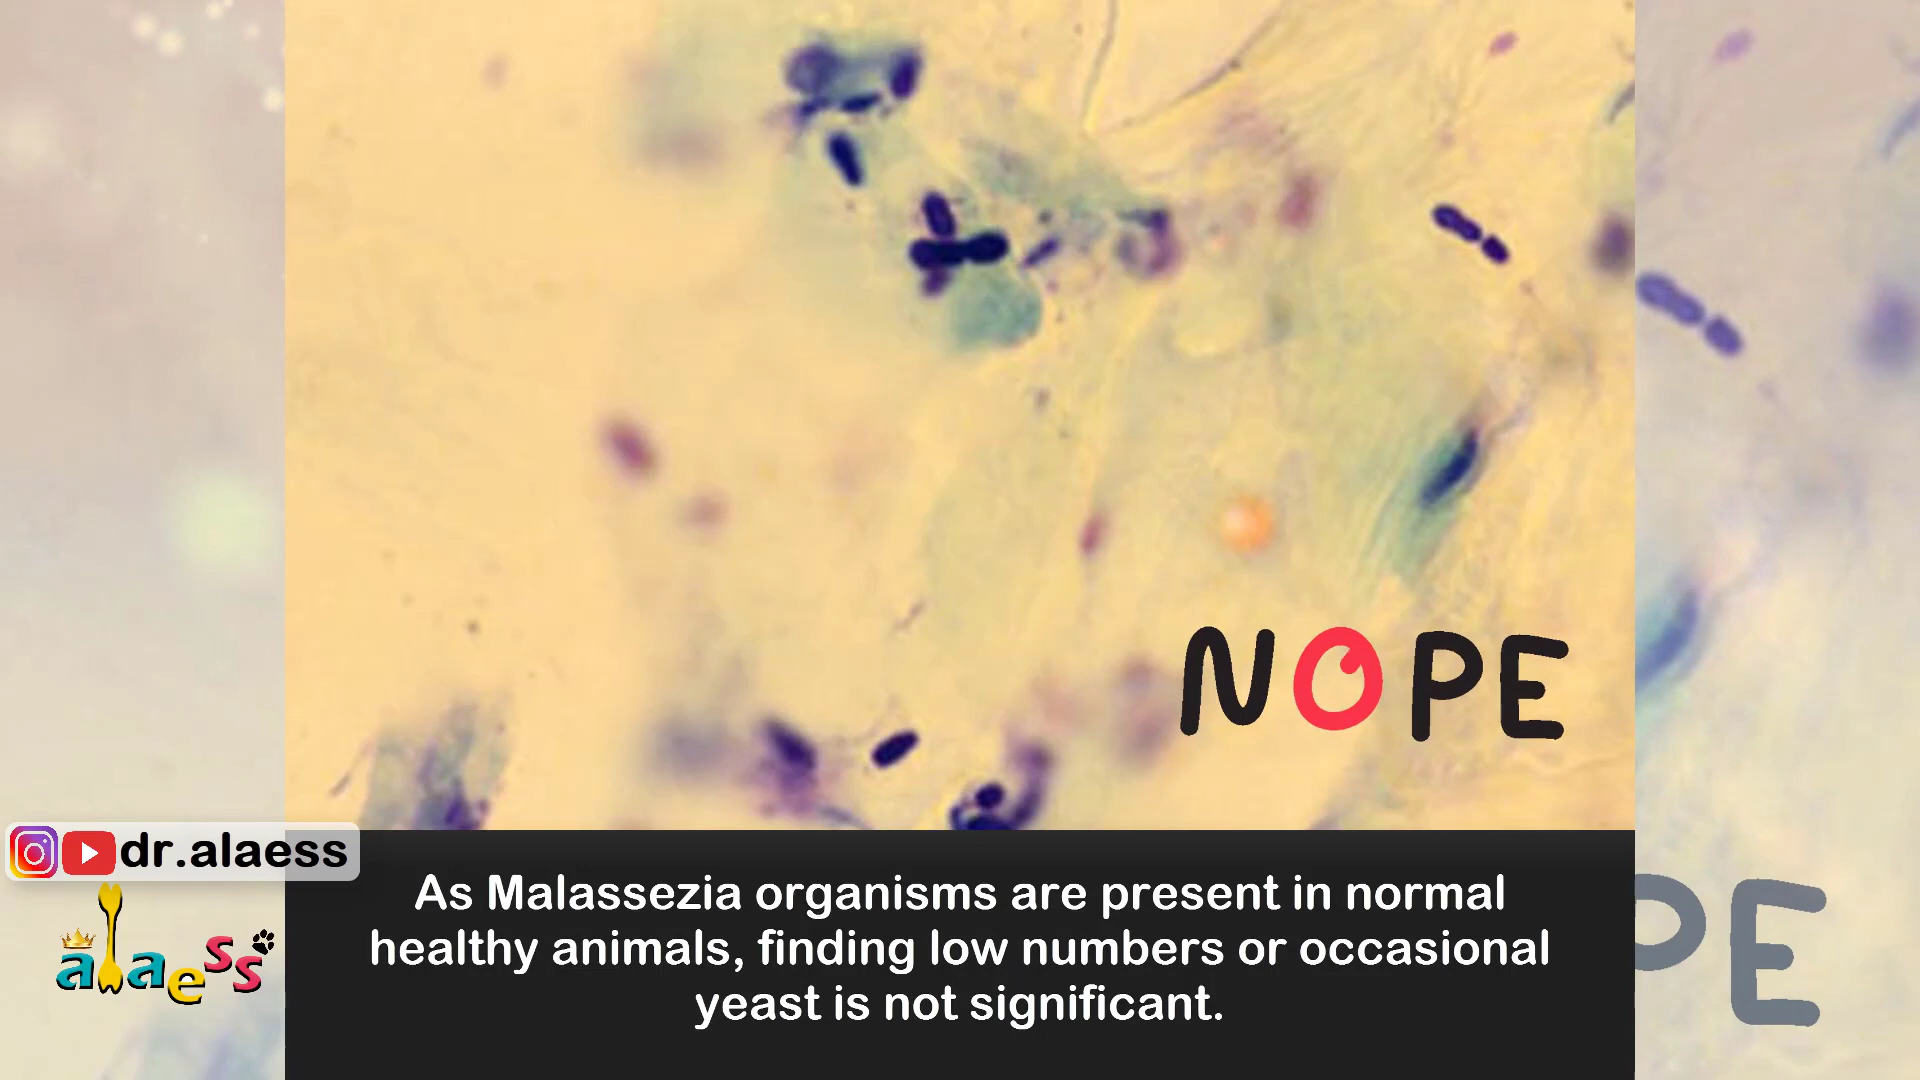 NOPE
dr.alaess
alaess
As Malassezia organisms are present in normal
healthy animals, finding low numbers or occasional
yeast is not significant.
PE